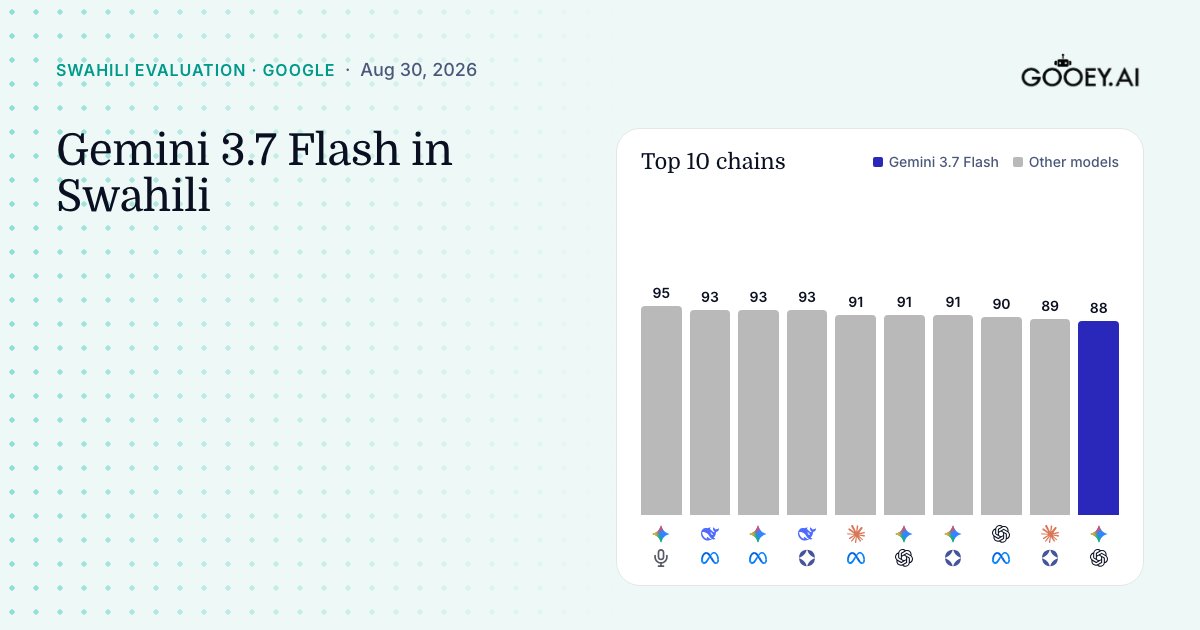 SWAHILI EVALUATION · GOOGLE · Aug 30, 2026
GOOEY.AI
Gemini 3.7 Flash in
Swahili
Top 10 chains
Gemini 3.7 Flash
Other models
95 93 93 93 91 91 91 90 89 88